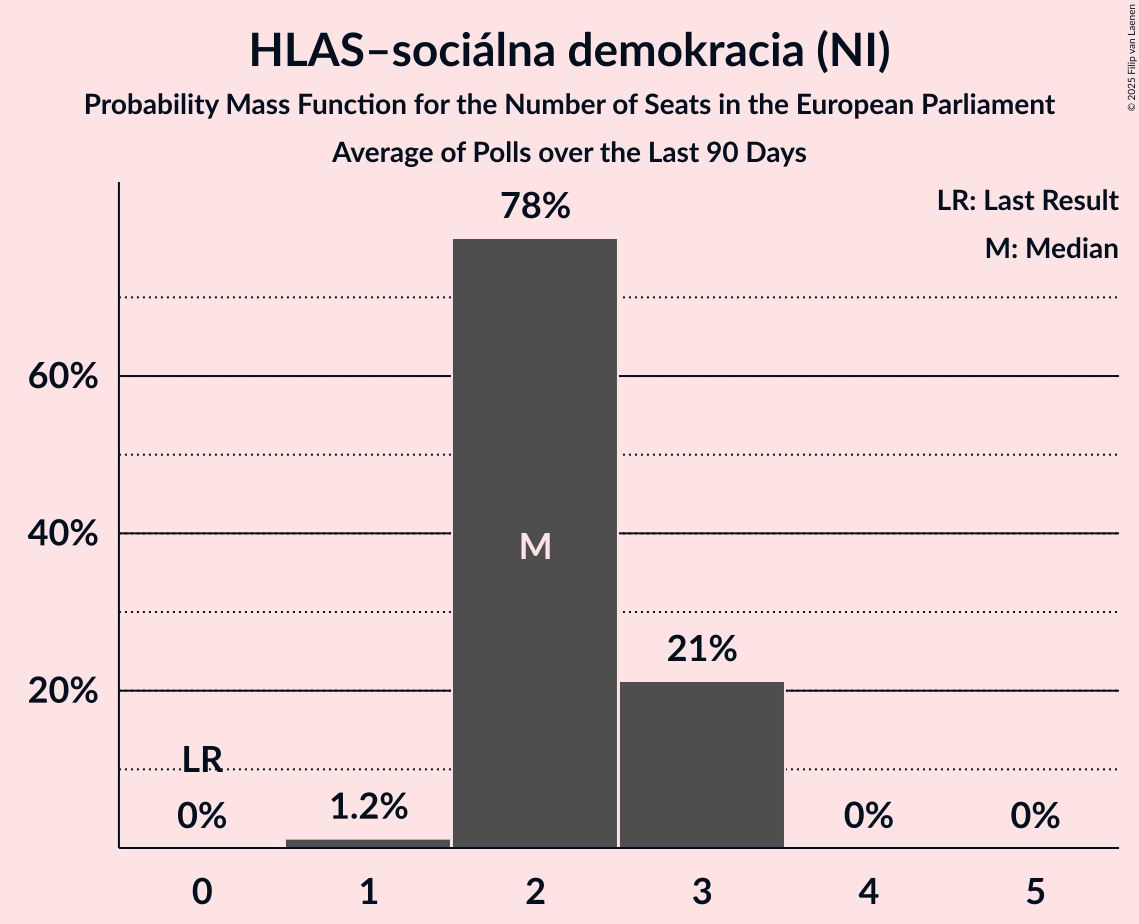 HLAS–sociálna demokracia (NI)
Probability Mass Function for the Number of Seats in the European Parliament
Average of Polls over the Last 90 Days
© 2025 Filip van Laenen
LR: Last Result
M: Median
78%
60%
40%
M
21%
20%
LR
0%
1.2%
0%
0%
0
1
2
3
4
5